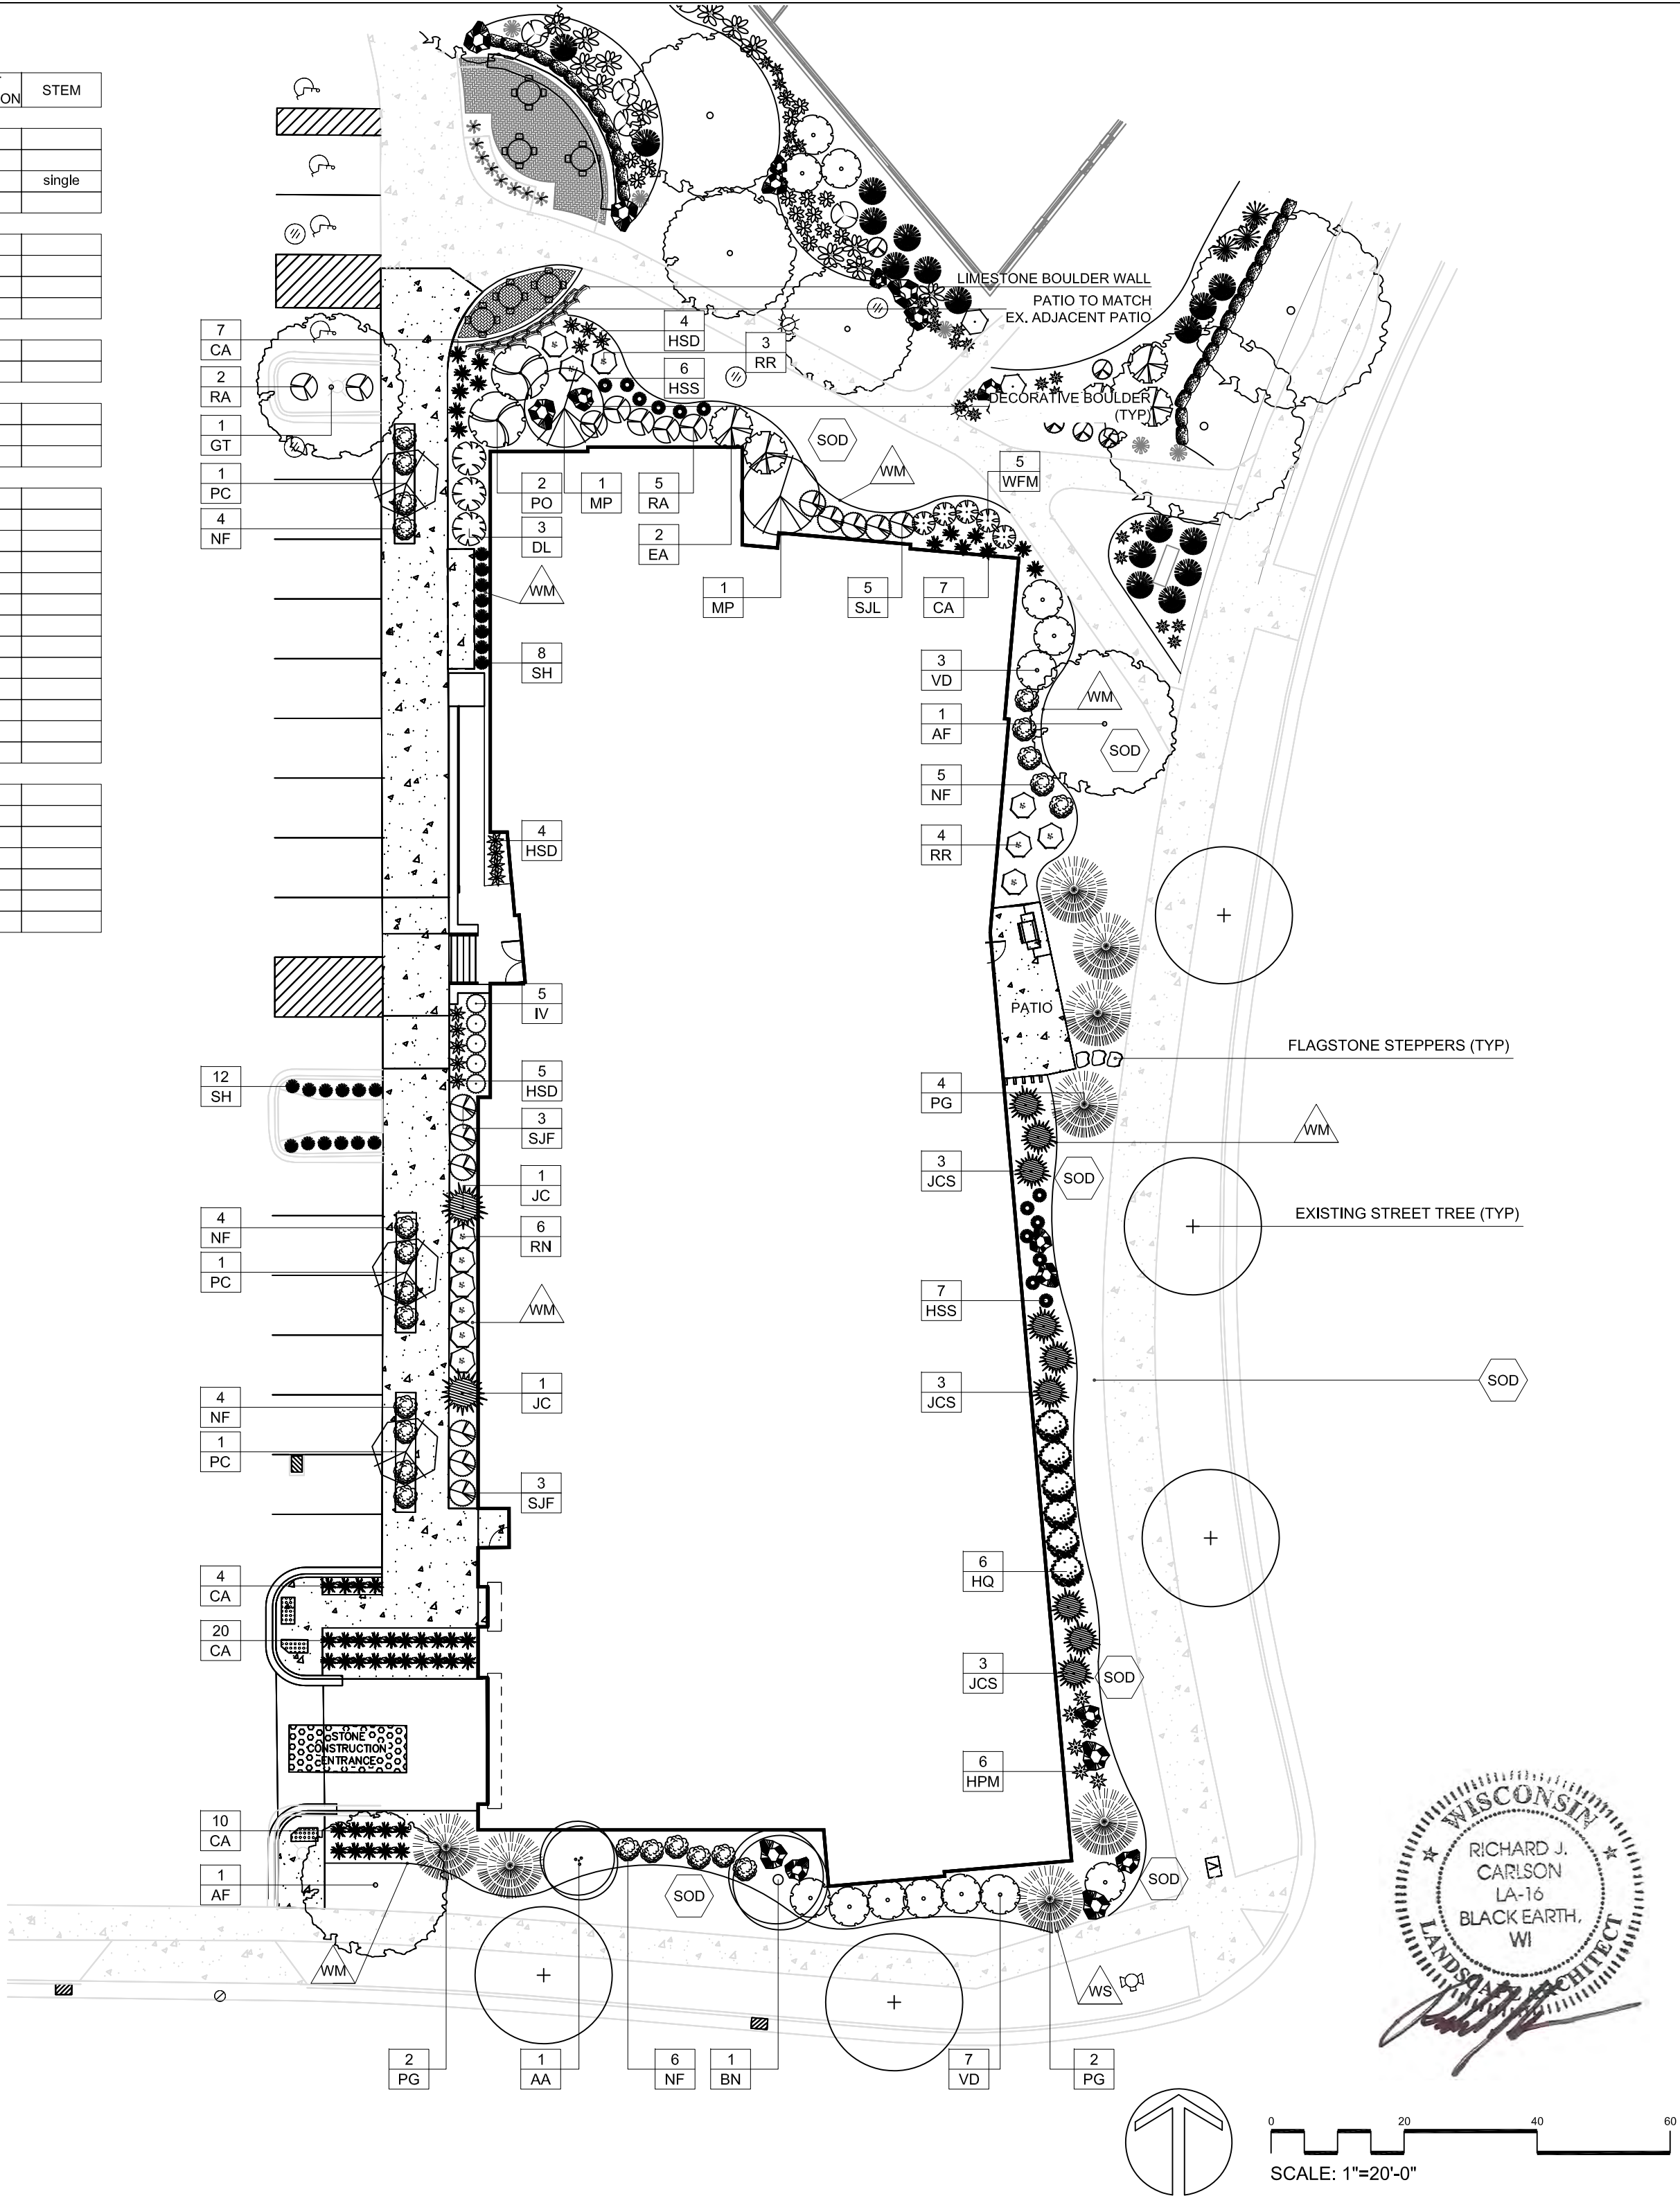 ON
STEM
single
LIMESTONE BOULDER WALL
PATIO TO MATCH
EX. ADJACENT PATIO
7
CA
4
HSD
3
RR
2
RA
6
HSS
DECORATIVE BOULDER
(TYP)
1
GT
SOD
WM
1
PC
2
PO
1
MP
5
RA
5
WFM
4
NF
3
DL
2
EA
WM
1
MP
5
SJL
7
CA
8
SH
3
VD
WM
1
AF
SOD
5
NF
4
HSD
4
RR
5
IV
PATIO
FLAGSTONE STEPPERS (TYP)
12
SH
5
HSD
4
PG
3
SJF
WM
1
JC
3
JCS
SOD
4
NF
6
RN
EXISTING STREET TREE (TYP)
1
PC
WM
7
HSS
4
NF
1
JC
3
JCS
SOD
1
PC
3
SJF
4
CA
6
HQ
20
CA
3
JCS
SOD
STONE
CONSTRUCTION
ENTRANCE
6
HPM
10
CA
1
AF
SOD
SOD
WM
WS
2
PG
1
AA
6
NF
1
BN
7
VD
2
PG
WISCONSIN
RICHARD J.
CARLSON
LA-16
BLACK EARTH,
WI
LANDSCAPE ARCHITECT
0 20 40 60
SCALE: 1"=20'-0"